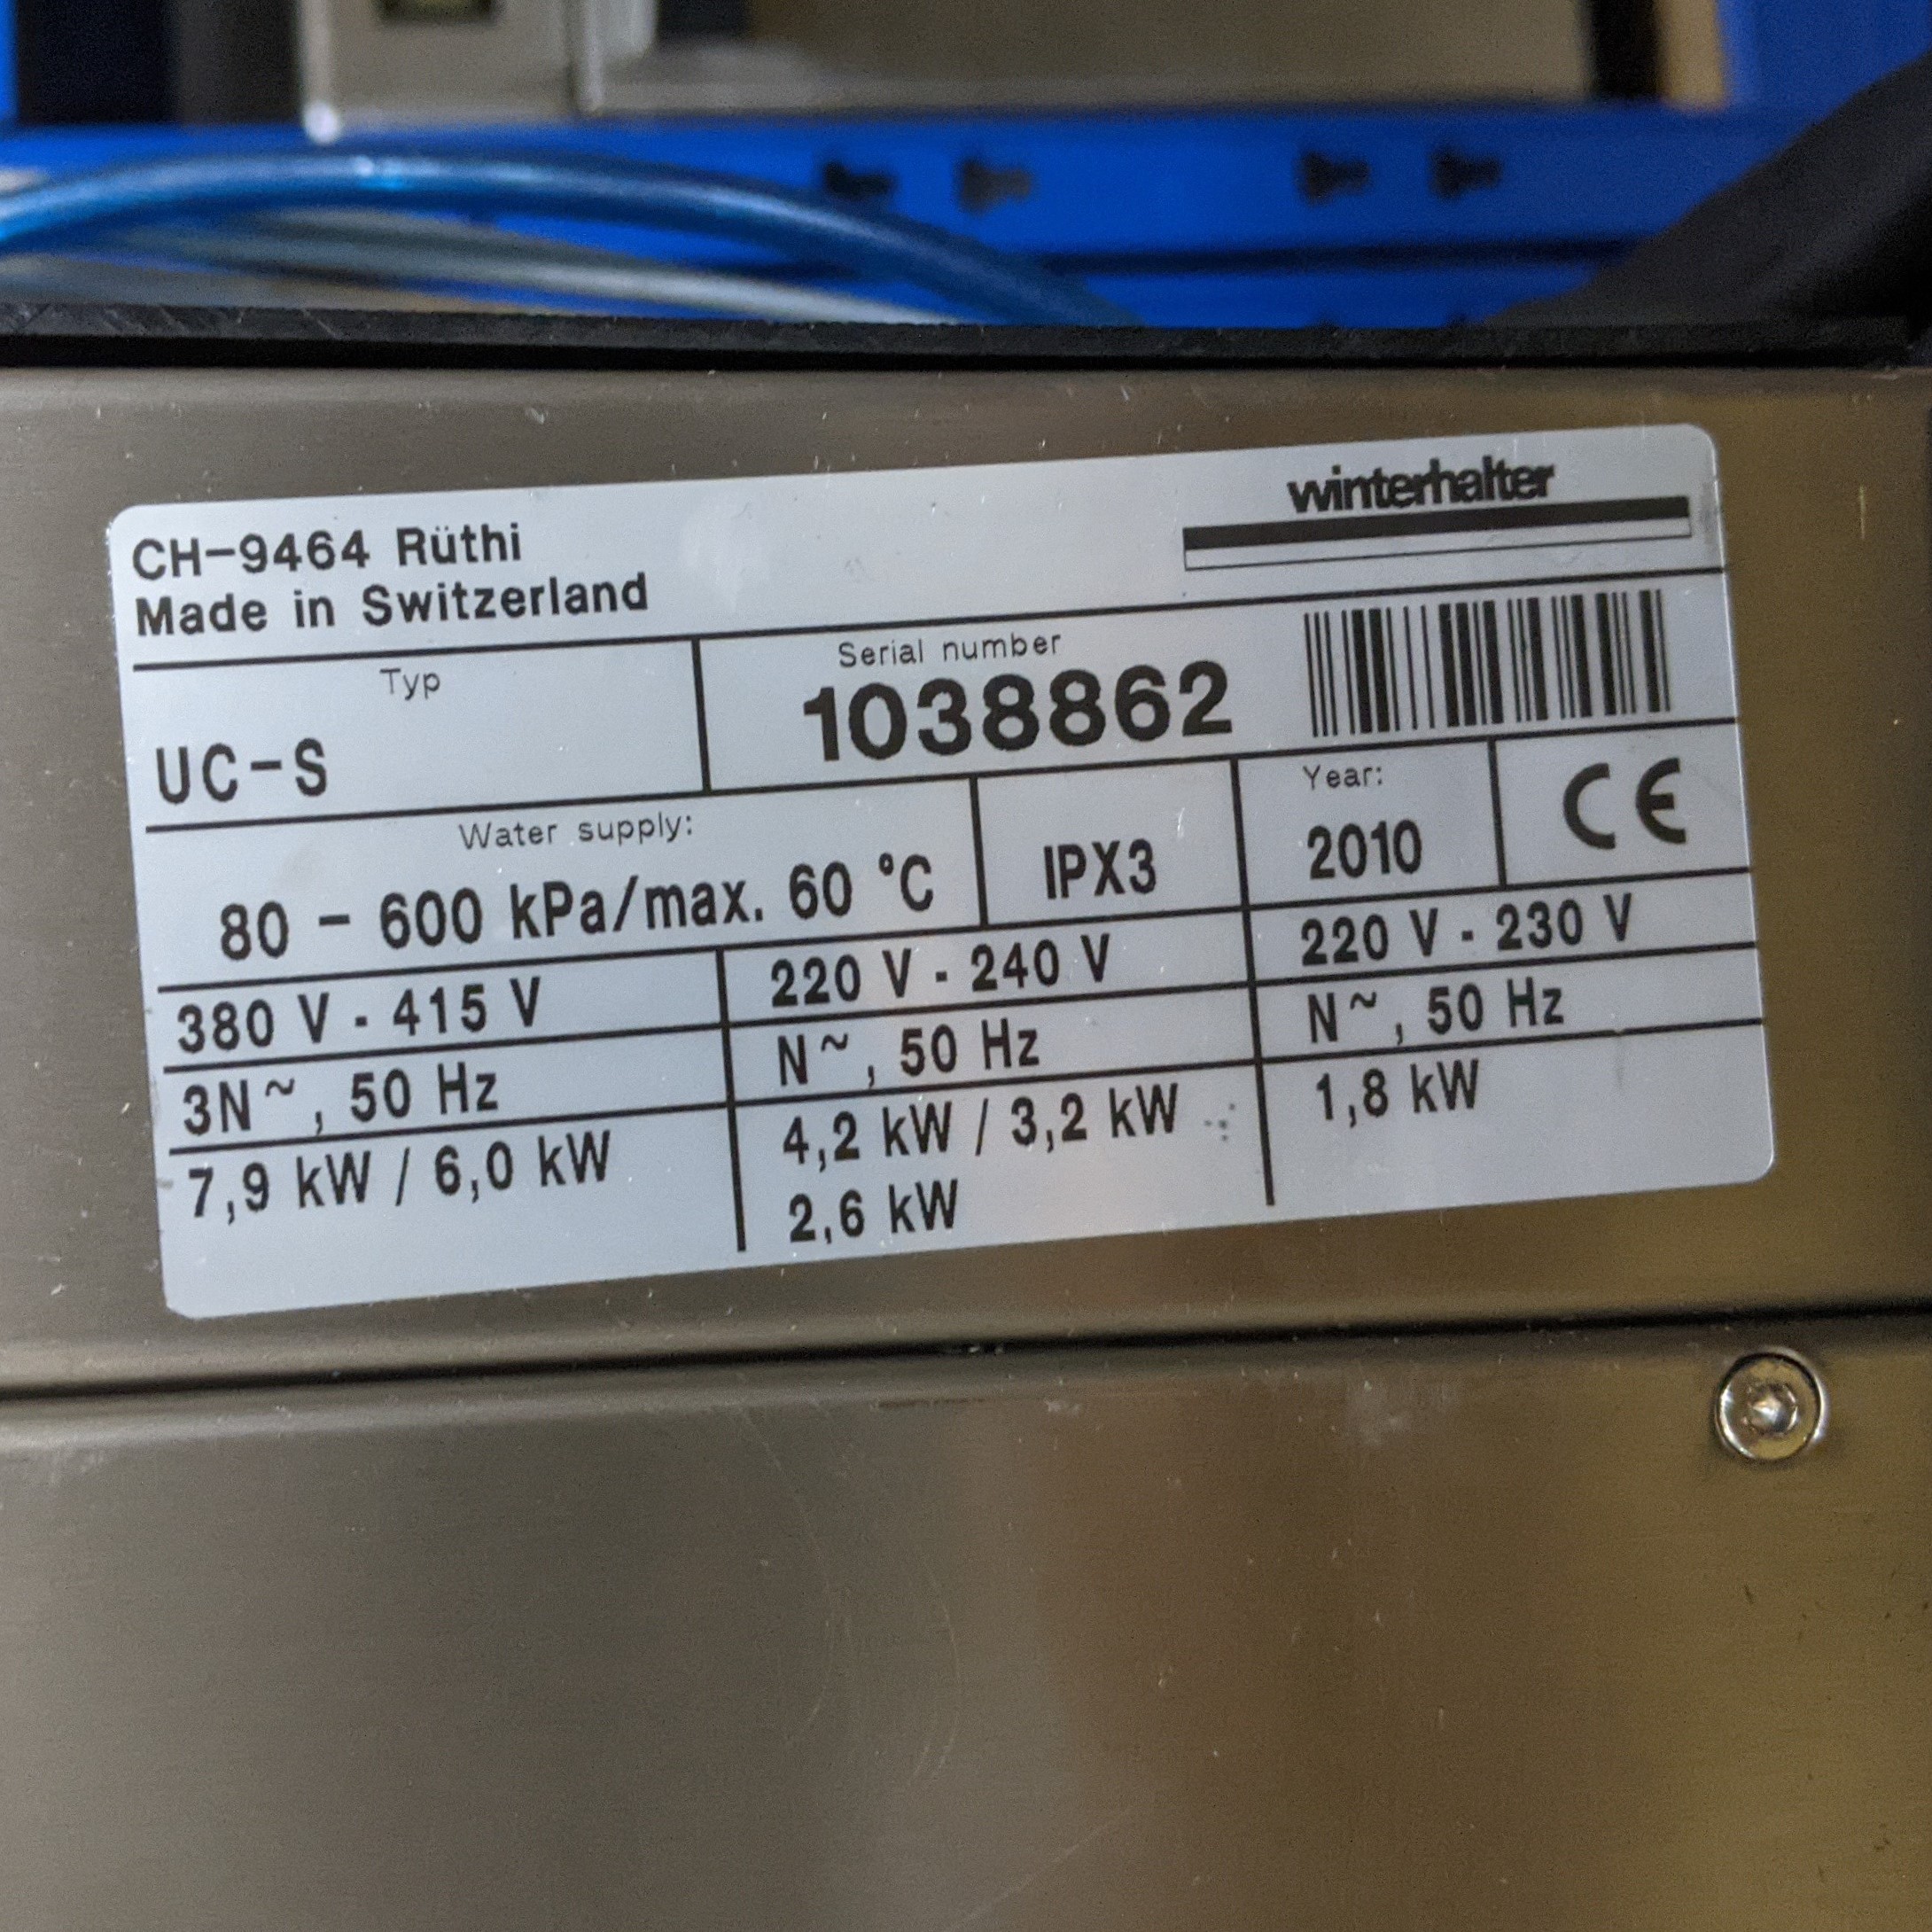 winterhalter
CH-9464 Rüthi
Made in Switzerland
Typ
UC-S
Serial number
1038862
Water supply:
80 - 600 kPa/max. 60 °C
IPX3
Year:
2010
CE
380 V - 415 V
3N~, 50 Hz
7,9 kW / 6,0 kW
220 V - 240 V
N~, 50 Hz
4,2 kW / 3,2 kW
2,6 kW
220 V - 230 V
N~, 50 Hz
1,8 kW